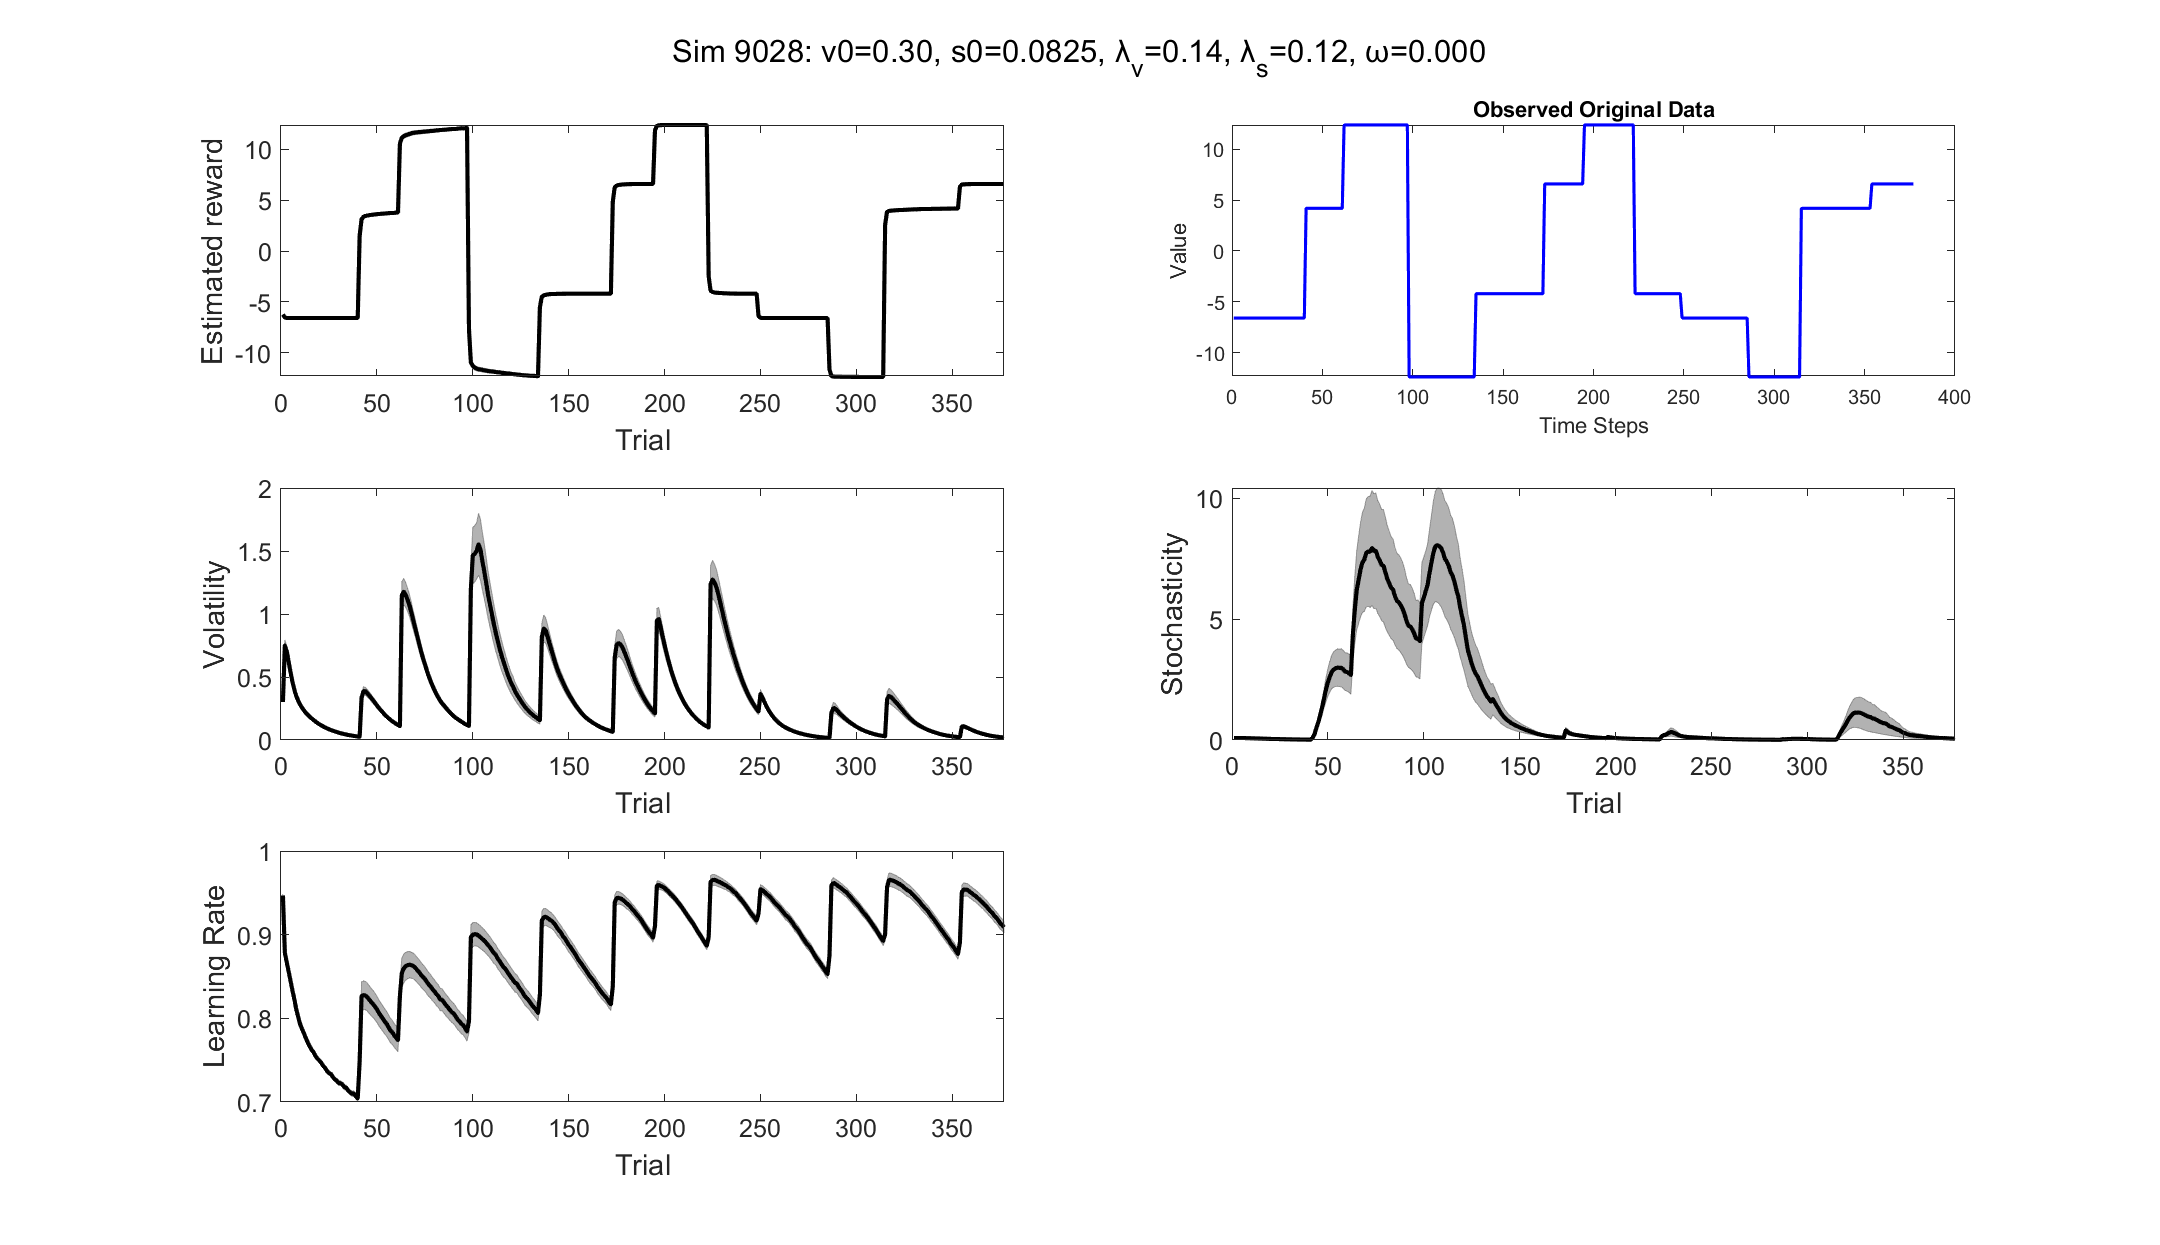 Sim 9028: v0=0.30, s0=0.0825, λ_v=0.14, λ_s=0.12, ω=0.000
Estimated reward
10
5
0
-5
-10
0 50 100 150 200 250 300 350
Trial
Observed Original Data
Value
10
5
0
-5
-10
0 50 100 150 200 250 300 350 400
Time Steps
Volatility
2
1.5
1
0.5
0
0 50 100 150 200 250 300 350
Trial
Stochasticity
10
5
0
0 50 100 150 200 250 300 350
Trial
Learning Rate
1
0.9
0.8
0.7
0 50 100 150 200 250 300 350
Trial